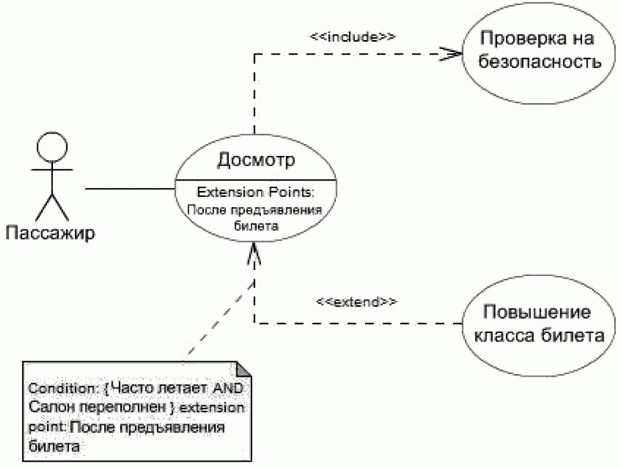 <<include>>
Проверка на
безопасность
Досмотр
Extension Points:
После предъявления
билета
Пассажир
<<extend>>
Повышение
класса билета
Condition: {Часто летает AND
Салон переполнен } extension
point: После предъявления
билета